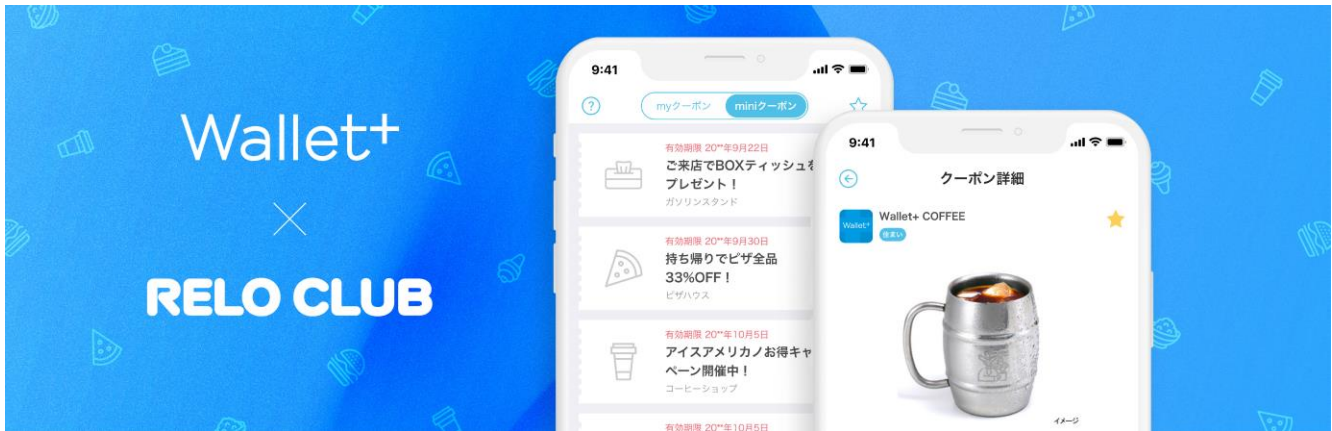 Wallet+
×
RELO CLUB
9:41
?
myクーポン
miniクーポン
有効期限 20**年9月22日
ご来店でBOXティッシュを
プレゼント！
ガソリンスタンド
有効期限 20**年9月30日
持ち帰りでピザ全品
33%OFF！
ピザハウス
有効期限 20**年10月5日
アイスアメリカノお得キャ
ペーン開催中！
コーヒーショップ
有効期限 20**年10月5日
9:41
クーポン詳細
Wallet+
Wallet+ COFFEE
住まい
イメージ